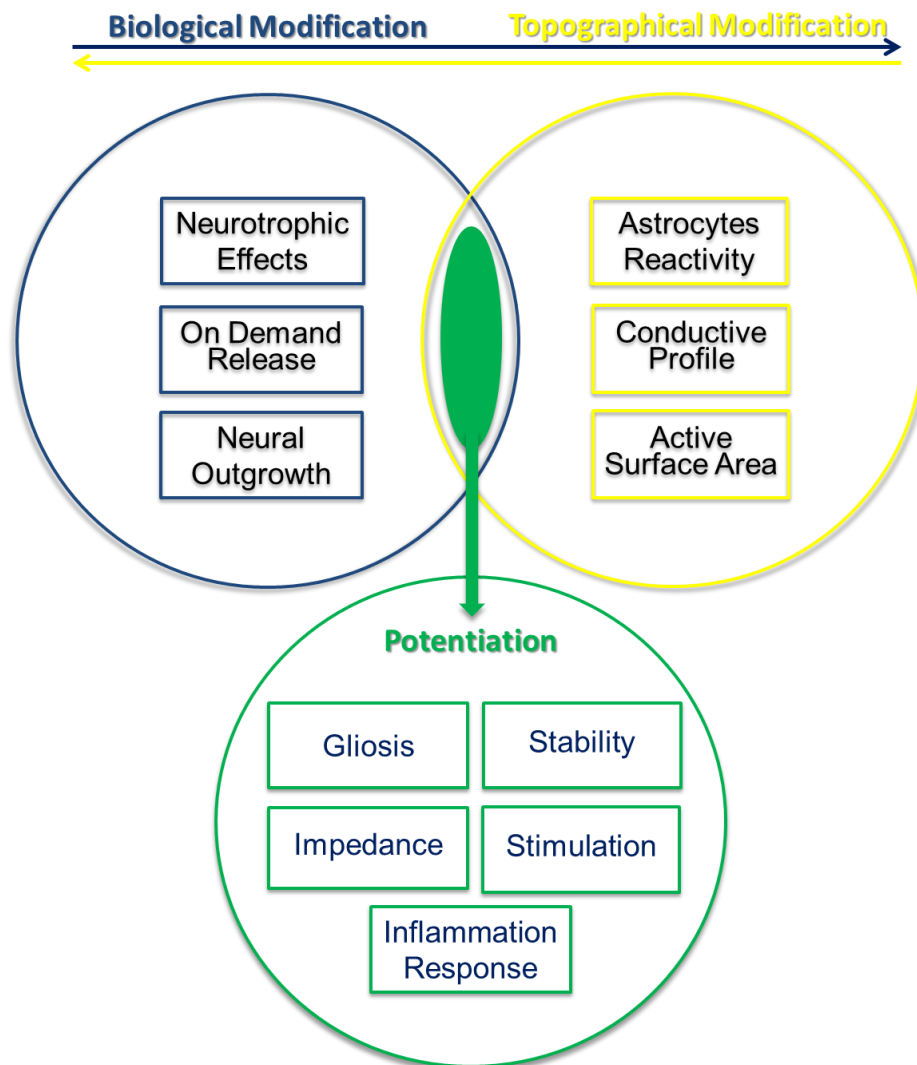 Biological Modification
Topographical Modification
Neurotrophic
Effects
On Demand
Release
Neural
Outgrowth
Astrocytes
Reactivity
Conductive
Profile
Active
Surface Area
Potentiation
Gliosis
Stability
Impedance
Stimulation
Inflammation
Response